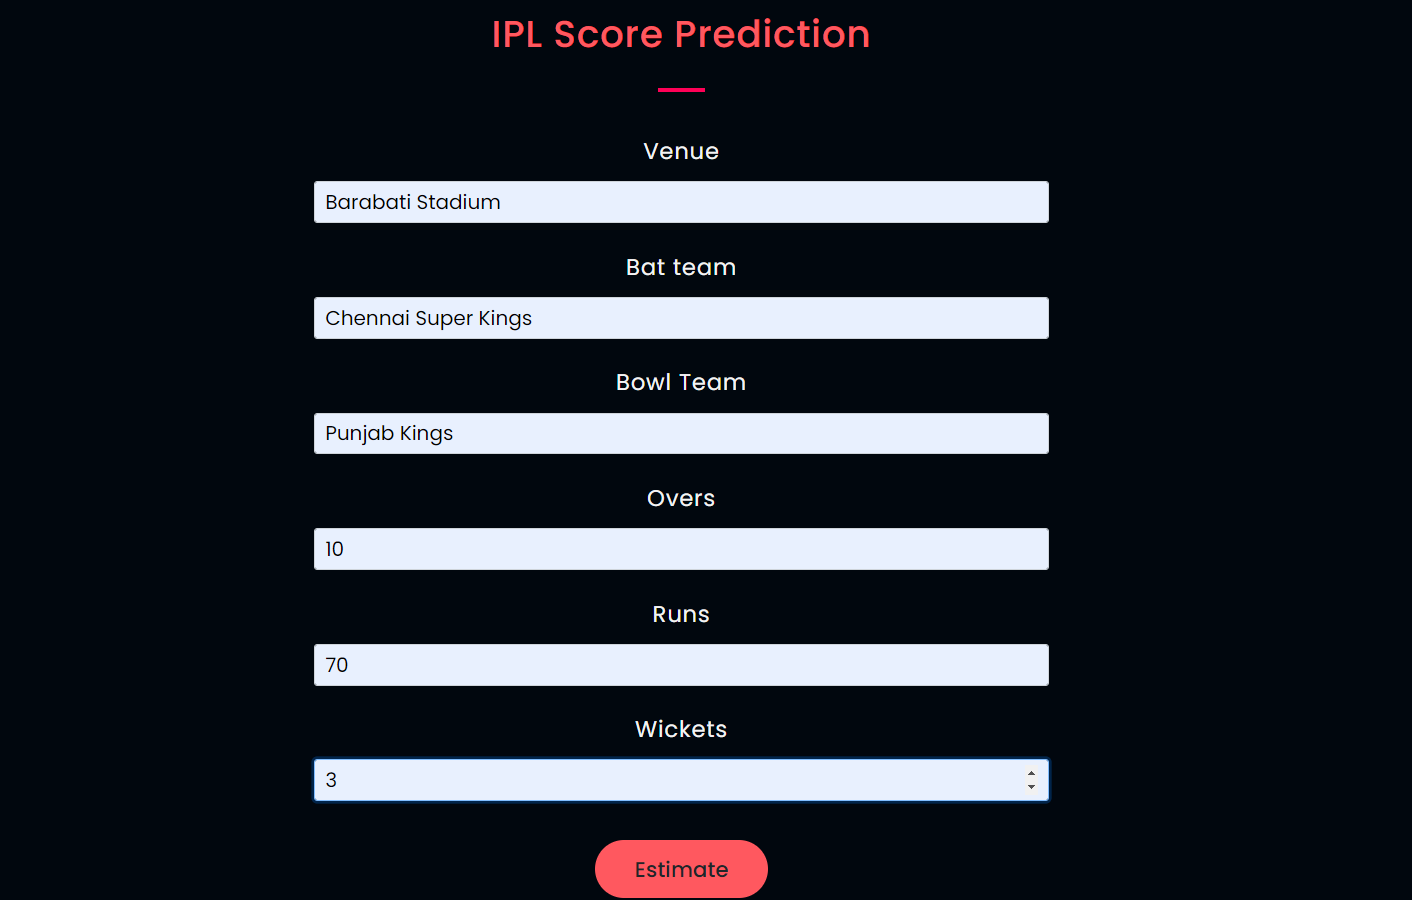 IPL Score Prediction
Venue
Barabati Stadium
Bat team
Chennai Super Kings
Bowl Team
Punjab Kings
Overs
10
Runs
70
Wickets
3
Estimate